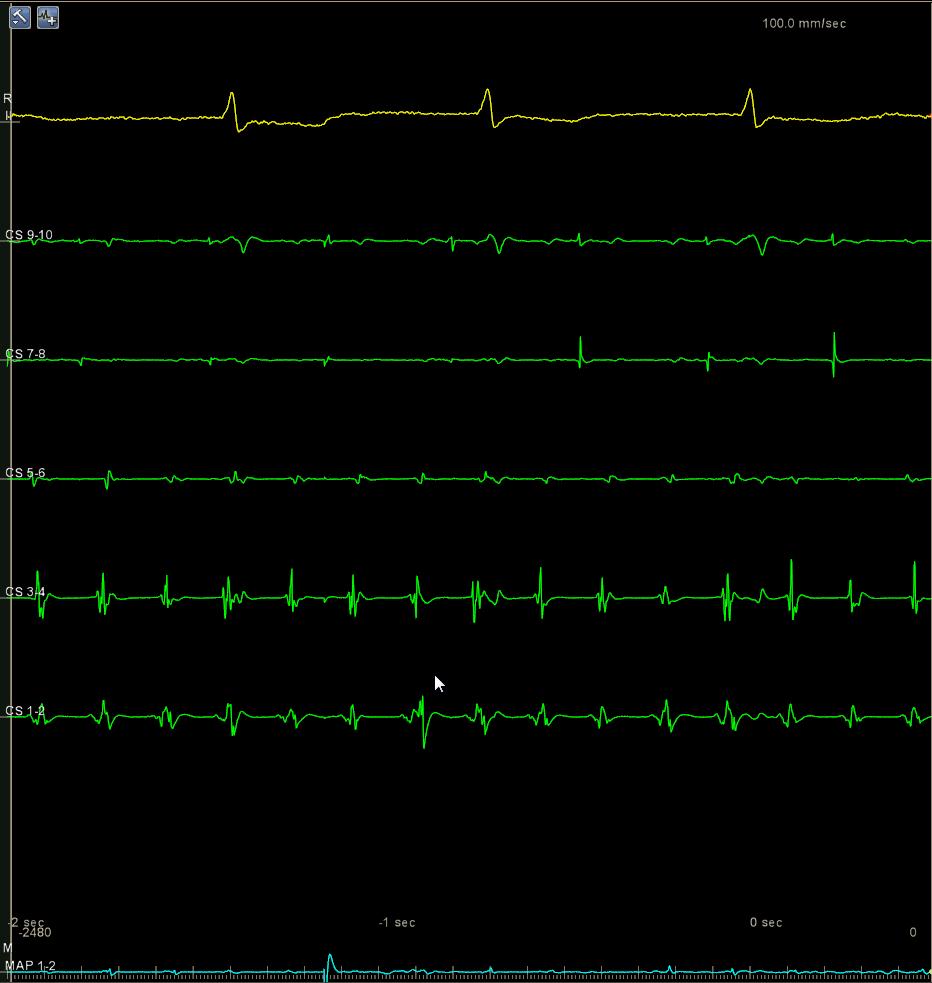 100.0 mm/sec
R
CS 9-10
CS 7-8
CS 5-6
CS 3-4
CS 1-2
-2 sec
-1 sec
0 sec
-2480
0
M
MAP 1-2